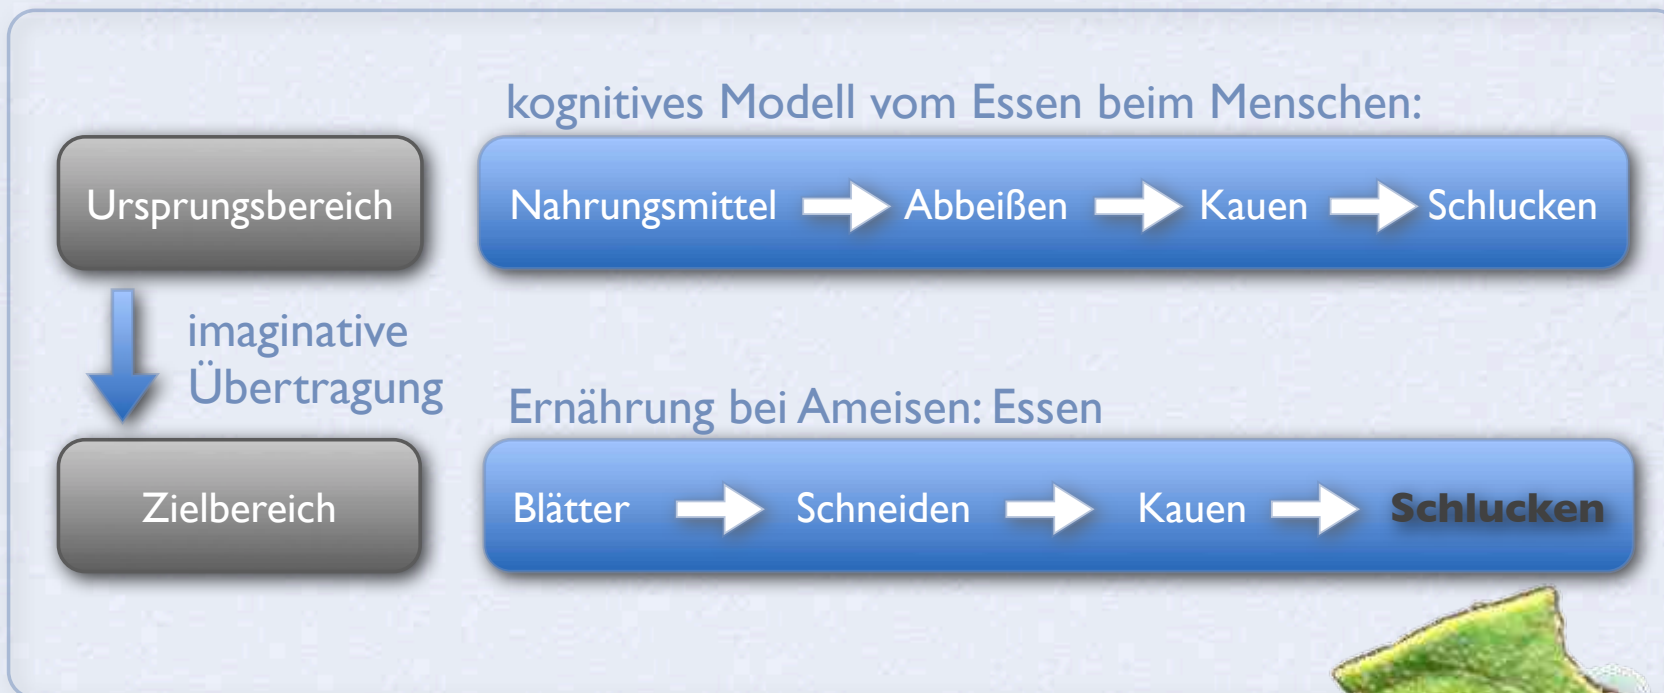 kognitives Modell vom Essen beim Menschen:
Ursprungsbereich
Nahrungsmittel Abbeißen Kauen Schlucken
imaginative
Übertragung
Ernährung bei Ameisen: Essen
Zielbereich
Blätter Schneiden Kauen Schlucken